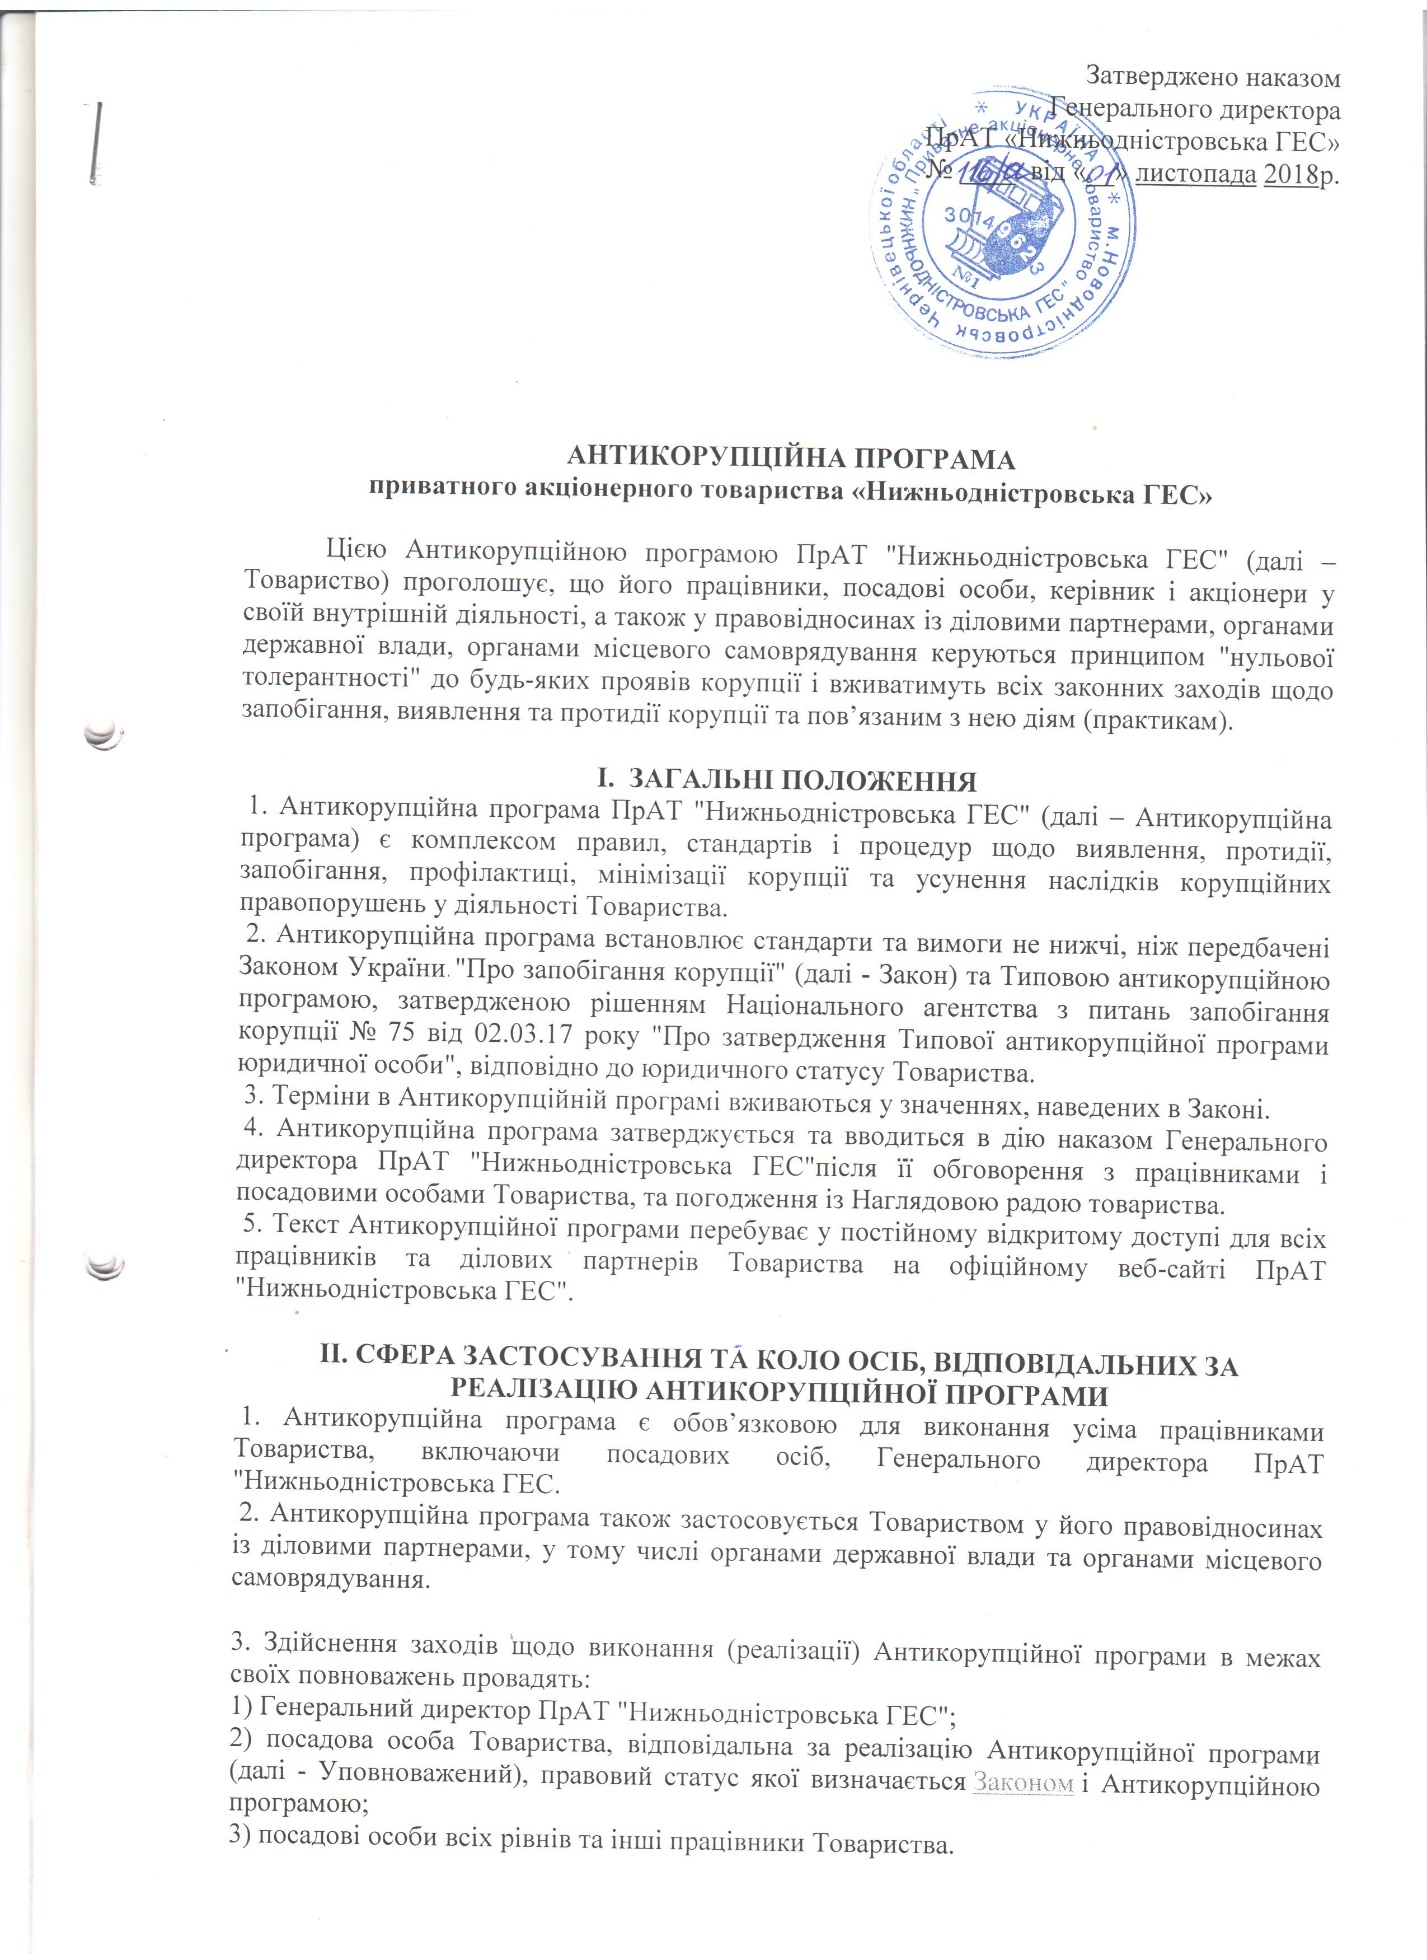 Затверджено наказом
Генерального директора
ПрАТ «Нижньодністровська ГЕС»
№ 116/а від «01» листопада 2018р.
* УКРАЇНА * м.Новодністровськ Чернівецької області
Приватне акціонерне товариство
„НИЖНЬОДНІСТРОВСЬКА ГЕС"
30149623
№1
АНТИКОРУПЦІЙНА ПРОГРАМА
приватного акціонерного товариства «Нижньодністровська ГЕС»
Цією Антикорупційною програмою ПрАТ "Нижньодністровська ГЕС" (далі –
Товариство) проголошує, що його працівники, посадові особи, керівник і акціонери у
своїй внутрішній діяльності, а також у правовідносинах із діловими партнерами, органами
державної влади, органами місцевого самоврядування керуються принципом "нульової
толерантності" до будь-яких проявів корупції і вживатимуть всіх законних заходів щодо
запобігання, виявлення та протидії корупції та пов’язаним з нею діям (практикам).
І. ЗАГАЛЬНІ ПОЛОЖЕННЯ
1. Антикорупційна програма ПрАТ "Нижньодністровська ГЕС" (далі – Антикорупційна
програма) є комплексом правил, стандартів і процедур щодо виявлення, протидії,
запобігання, профілактиці, мінімізації корупції та усунення наслідків корупційних
правопорушень у діяльності Товариства.
2. Антикорупційна програма встановлює стандарти та вимоги не нижчі, ніж передбачені
Законом України "Про запобігання корупції" (далі - Закон) та Типовою антикорупційною
програмою, затвердженою рішенням Національного агентства з питань запобігання
корупції № 75 від 02.03.17 року "Про затвердження Типової антикорупційної програми
юридичної особи", відповідно до юридичного статусу Товариства.
3. Терміни в Антикорупційній програмі вживаються у значеннях, наведених в Законі.
4. Антикорупційна програма затверджується та вводиться в дію наказом Генерального
директора ПрАТ "Нижньодністровська ГЕС"після її обговорення з працівниками і
посадовими особами Товариства, та погодження із Наглядовою радою товариства.
5. Текст Антикорупційної програми перебуває у постійному відкритому доступі для всіх
працівників та ділових партнерів Товариства на офіційному веб-сайті ПрАТ
"Нижньодністровська ГЕС".
ІІ. СФЕРА ЗАСТОСУВАННЯ ТА КОЛО ОСІБ, ВІДПОВІДАЛЬНИХ ЗА
РЕАЛІЗАЦІЮ АНТИКОРУПЦІЙНОЇ ПРОГРАМИ
1. Антикорупційна програма є обов’язковою для виконання усіма працівниками
Товариства, включаючи посадових осіб, Генерального директора ПрАТ
"Нижньодністровська ГЕС.
2. Антикорупційна програма також застосовується Товариством у його правовідносинах
із діловими партнерами, у тому числі органами державної влади та органами місцевого
самоврядування.
3. Здійснення заходів щодо виконання (реалізації) Антикорупційної програми в межах
своїх повноважень провадять:
1) Генеральний директор ПрАТ "Нижньодністровська ГЕС";
2) посадова особа Товариства, відповідальна за реалізацію Антикорупційної програми
(далі - Уповноважений), правовий статус якої визначається Законом і Антикорупційною
програмою;
3) посадові особи всіх рівнів та інші працівники Товариства.